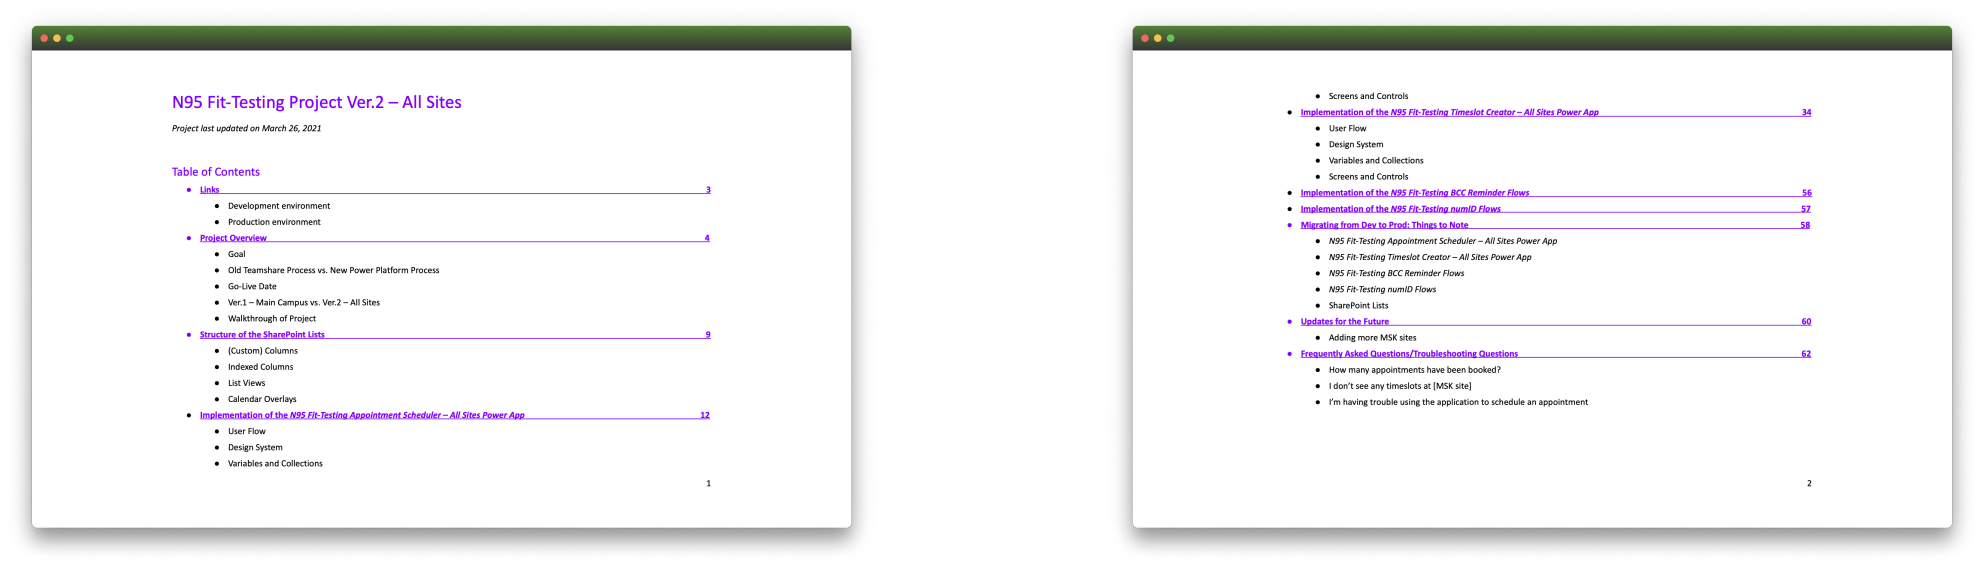 N95 Fit-Testing Project Ver.2 – All Sites
Project last updated on March 26, 2021
Table of Contents
● Links 3
● Development environment
● Production environment
● Project Overview 4
● Goal
● Old Teamshare Process vs. New Power Platform Process
● Go-Live Date
● Ver.1 – Main Campus vs. Ver.2 – All Sites
● Walkthrough of Project
● Structure of the SharePoint Lists 9
● (Custom) Columns
● Indexed Columns
● List Views
● Calendar Overlays
● Implementation of the N95 Fit-Testing Appointment Scheduler – All Sites Power App 12
● User Flow
● Design System
● Variables and Collections
1
● Screens and Controls
● Implementation of the N95 Fit-Testing Timeslot Creator – All Sites Power App 34
● User Flow
● Design System
● Variables and Collections
● Screens and Controls
● Implementation of the N95 Fit-Testing BCC Reminder Flows 56
● Implementation of the N95 Fit-Testing numID Flows 57
● Migrating from Dev to Prod: Things to Note 58
● N95 Fit-Testing Appointment Scheduler – All Sites Power App
● N95 Fit-Testing Timeslot Creator – All Sites Power App
● N95 Fit-Testing BCC Reminder Flows
● N95 Fit-Testing numID Flows
● SharePoint Lists
● Updates for the Future 60
● Adding more MSK sites
● Frequently Asked Questions/Troubleshooting Questions 62
● How many appointments have been booked?
● I don’t see any timeslots at [MSK site]
● I’m having trouble using the application to schedule an appointment
2